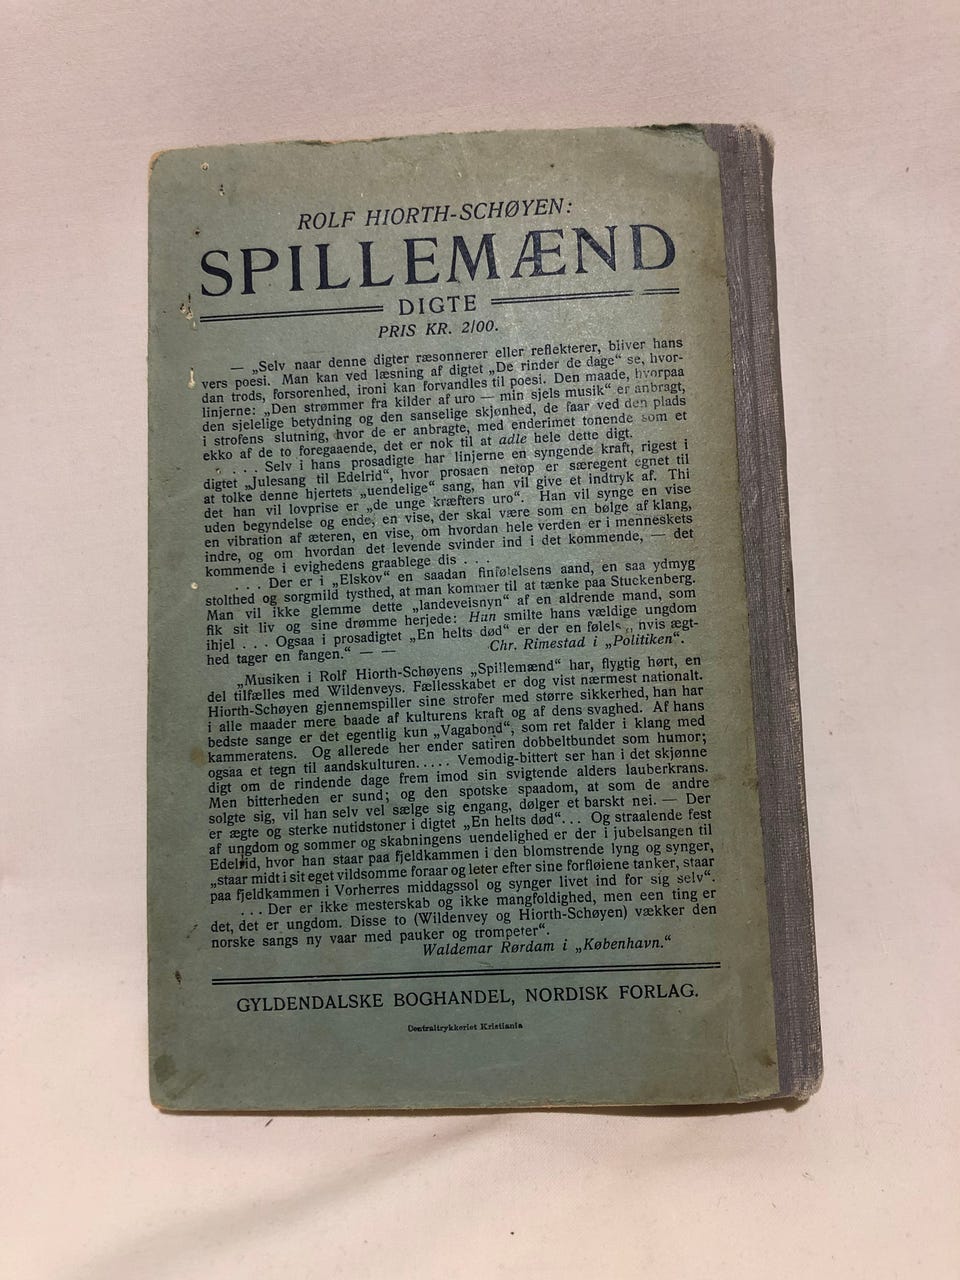 ROLF HIORTH-SCHØYEN:
SPILLEMÆND
DIGTE
PRIS KR. 2/00.
— „Selv naar denne digter ræsonnerer eller reflekterer, bliver hans
vers poesi. Man kan ved læsning af digtet „De rinder de dage“ se, hvor-
dan trods, forsorenhed, ironi kan forvandles til poesi. Den maade, hvorpaa
linjerne: „Den strømmer fra kilder af uro — min sjels musik“ er anbragt,
den sjelelige betydning og den sanselige skjønhed, de faar ved den plads
i strofens slutning, hvor de er anbragte, med enderimet tonende som et
ekko af de to foregaaende, det er nok til at adle hele dette digt.
. . . . Selv i hans prosadigte har linjerne en syngende kraft, rigest i
digtet „Julesang til Edelrid“, hvor prosaen netop er særegent egnet til
at tolke denne hjertets „uendelige“ sang, han vil give et indtryk af. Thi
det han vil lovprise er „de unge kræfters uro“. Han vil synge en vise
uden begyndelse og ende, en vise, der skal være som en bølge af klang,
en vibration af æteren, en vise, om hvordan hele verden er i menneskets
indre, og om hvordan det levende svinder ind i det kommende, — det
kommende i evighedens graablege dis . . .
. . . Der er i „Elskov“ en saadan finfølelsens aand, en saa ydmyg
stolthed og sorgmild tysthed, at man kommer til at tænke paa Stuckenberg.
Man vil ikke glemme dette „landeveisnyn“ af en aldrende mand, som
fik sit liv og sine drømme herjede: Hun smilte hans vældige ungdom
ihjel . . . Ogsaa i prosadigtet „En helts død“ er der en følels , hvis ægt-
hed tager en fangen.“ — — Chr. Rimestad i „Politiken“.
„Musiken i Rolf Hiorth-Schøyens „Spillemænd“ har, flygtig hørt, en
del tilfælles med Wildenveys. Fællesskabet er dog vist nærmest nationalt.
Hiorth-Schøyen gjennemspiller sine strofer med større sikkerhed, han har
i alle maader mere baade af kulturens kraft og af dens svaghed. Af hans
bedste sange er det egentlig kun „Vagabond“, som ret falder i klang med
kammeratens. Og allerede her ender satiren dobbeltbundet som humor;
ogsaa et tegn til aandskulturen..... Vemodig-bittert ser han i det skjønne
digt om de rindende dage frem imod sin svigtende alders lauberkrans.
Men bitterheden er sund; og den spotske spaadom, at som de andre
solgte sig, vil han selv vel sælge sig engang, dølger et barskt nei. — Der
er ægte og sterke nutidstoner i digtet „En helts død“... Og straalende fest
af ungdom og sommer og skabningens uendelighed er der i jubelsangen til
Edelrid, hvor han staar paa fjeldkammen i den blomstrende lyng og synger,
„staar midt i sit eget vildsomme foraar og leter efter sine forfløiene tanker, staar
paa fjeldkammen i Vorherres middagssol og synger livet ind for sig selv“.
. . . Der er ikke mesterskab og ikke mangfoldighed, men een ting er
det, det er ungdom. Disse to (Wildenvey og Hiorth-Schøyen) vækker den
norske sangs ny vaar med pauker og trompeter“.
Waldemar Rørdam i „København.“
GYLDENDALSKE BOGHANDEL, NORDISK FORLAG.
Centraltrykkeriet Kristiania